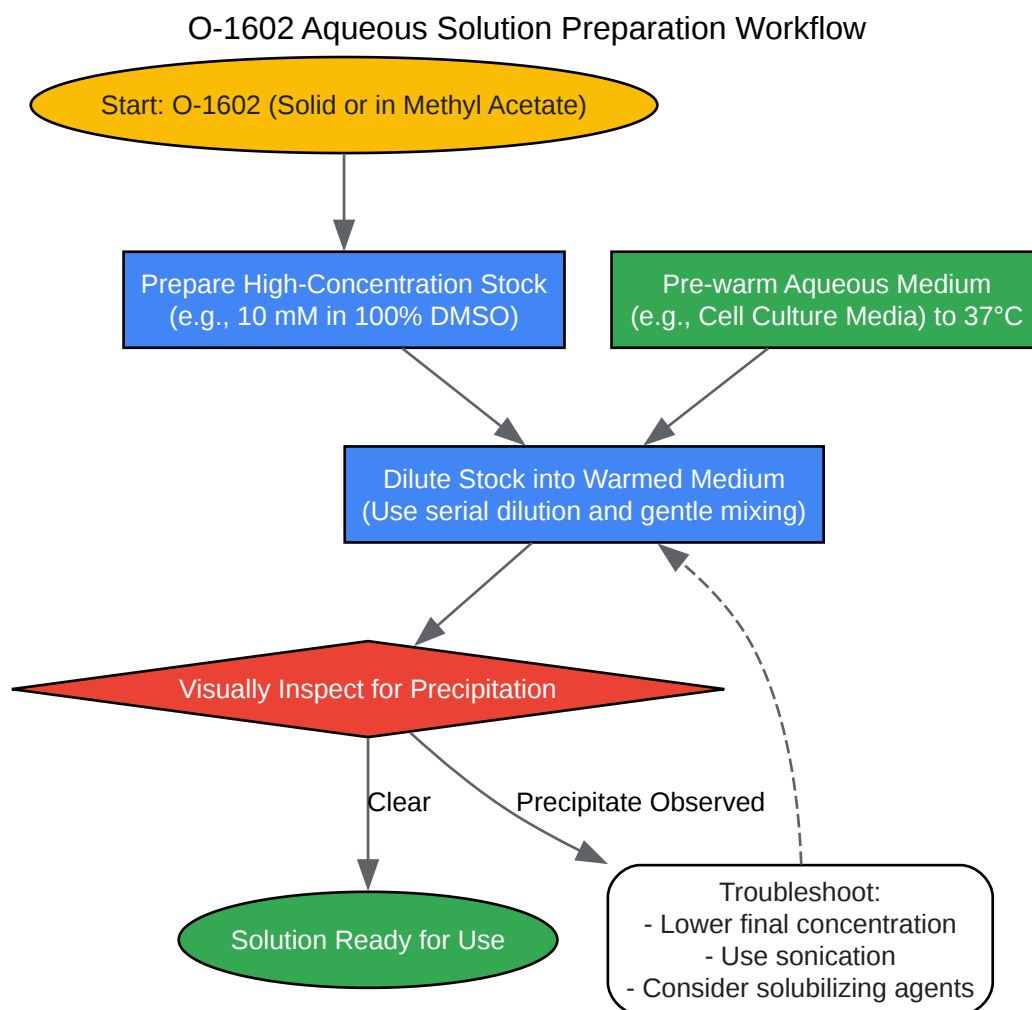 O-1602 Aqueous Solution Preparation Workflow
Start: O-1602 (Solid or in Methyl Acetate)
Prepare High-Concentration Stock
(e.g., 10 mM in 100% DMSO)
Pre-warm Aqueous Medium
(e.g., Cell Culture Media) to 37°C
Dilute Stock into Warmed Medium
(Use serial dilution and gentle mixing)
Visually Inspect for Precipitation
Clear
Precipitate Observed
Solution Ready for Use
Troubleshoot:
- Lower final concentration
- Use sonication
- Consider solubilizing agents